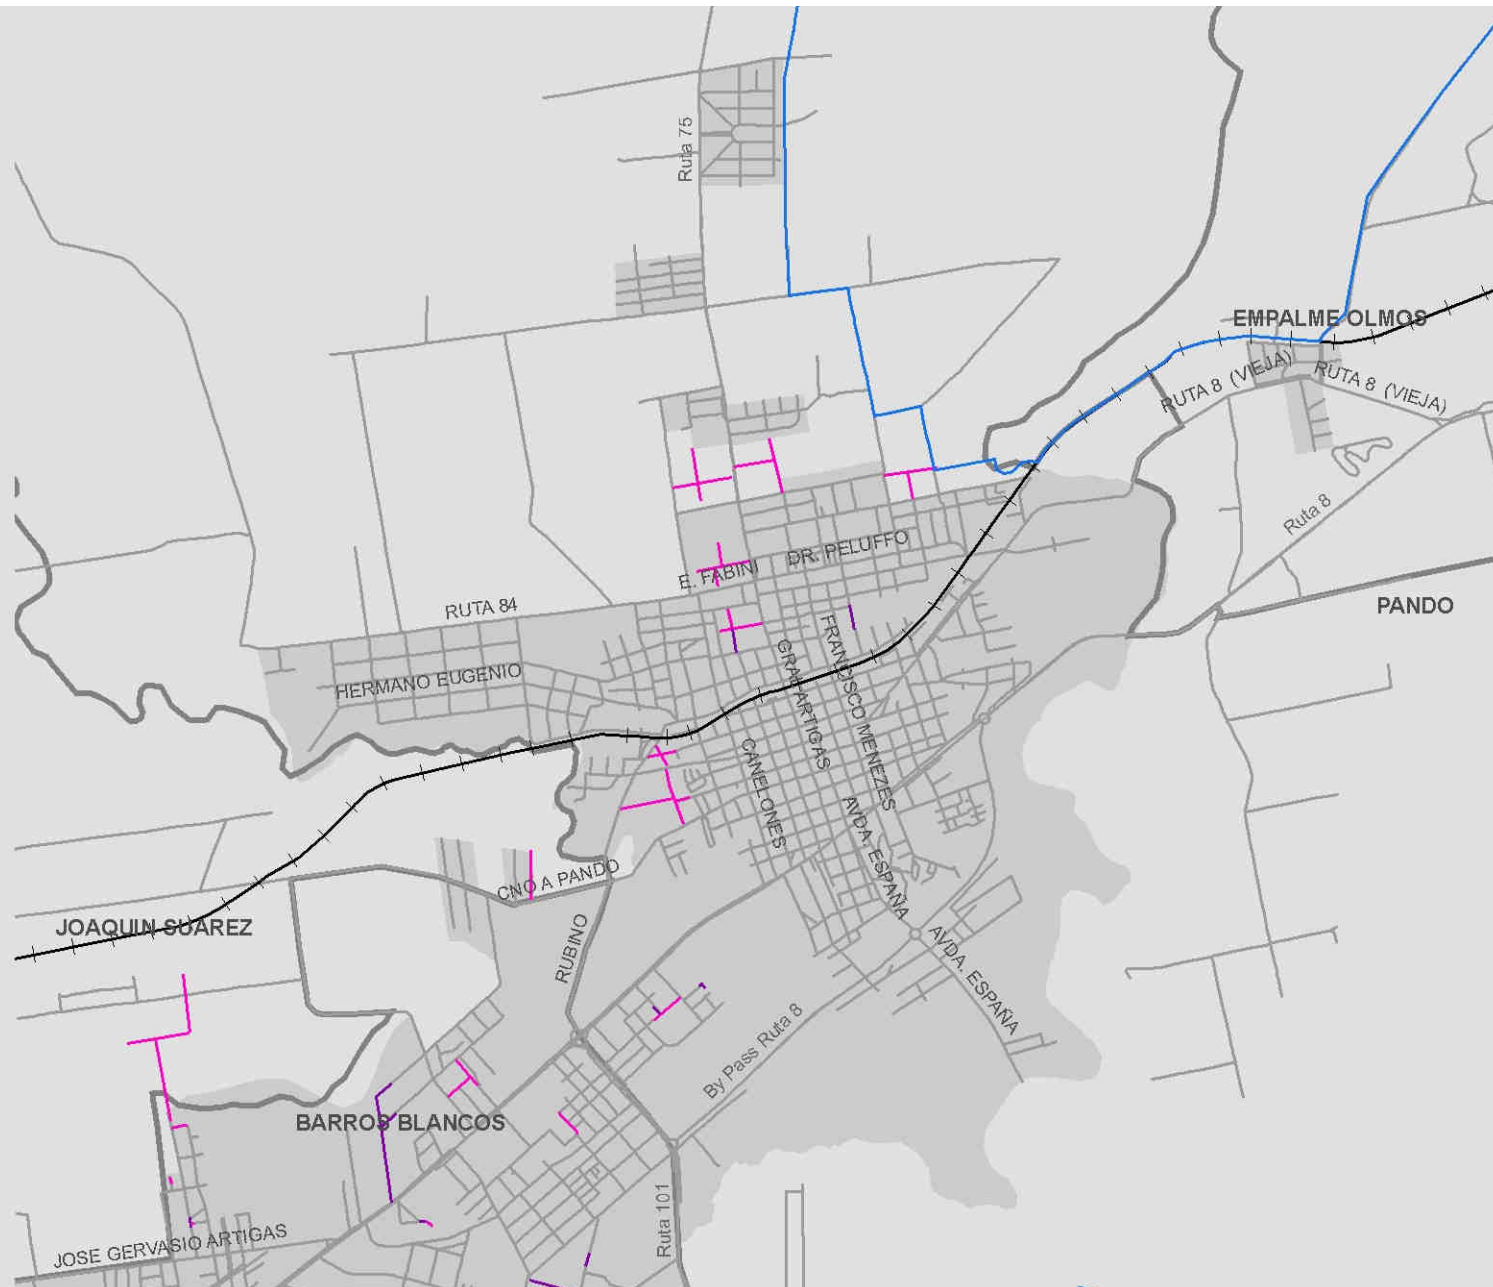 Ruta 75
EMPALME OLMOS
RUTA 8 (VIEJA)
RUTA 8 (VIEJA)
Ruta 8
DR. PELUFFO
E. FABINI
RUTA 84
PANDO
HERMANO EUGENIO
GRAL ARTIGAS
FRANCISCO MENEZES
CANELONES
AVDA. ESPAÑA
CNO A PANDO
JOAQUIN SUAREZ
RUBINO
AVDA. ESPAÑA
By Pass Ruta 8
BARROS BLANCOS
Ruta 101
JOSE GERVASIO ARTIGAS